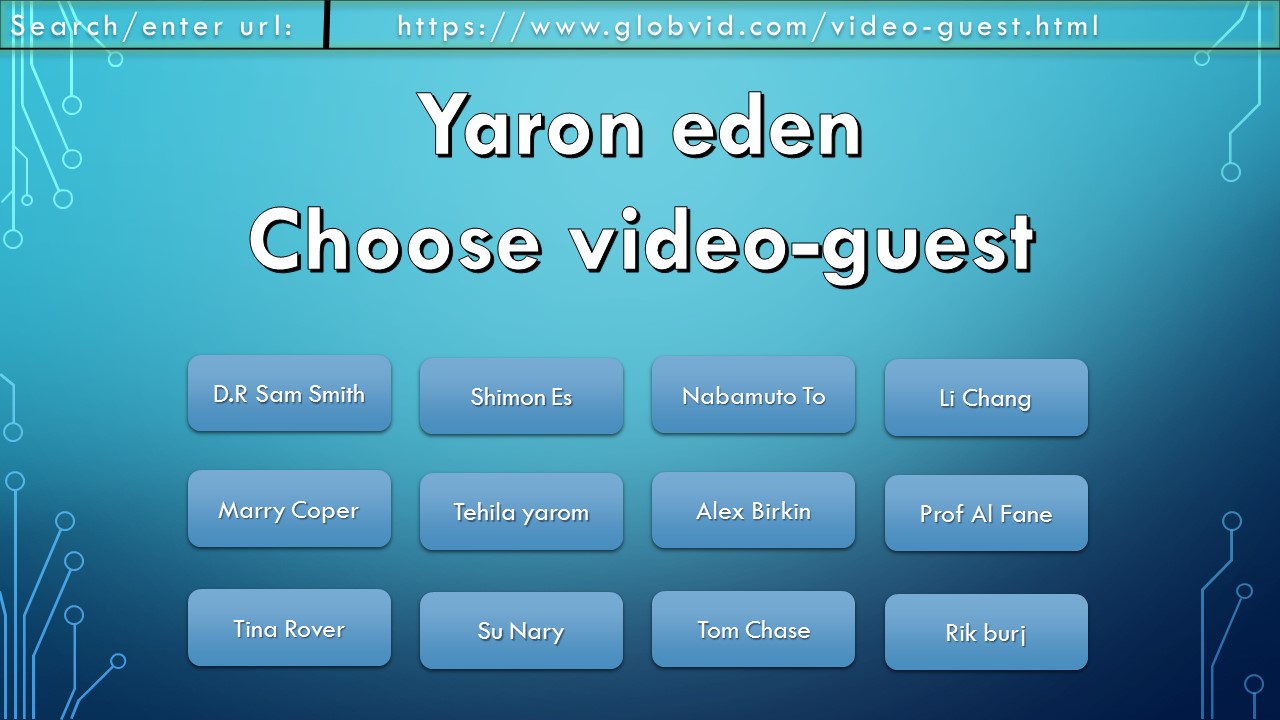 Search/enter url: https://www.globvid.com/video-guest.html
Yaron eden
Choose video-guest
D.R Sam Smith Shimon Es Nabamuto To Li Chang
Marry Coper Tehila yarom Alex Birkin Prof Al Fane
Tina Rover Su Nary Tom Chase Rik burj